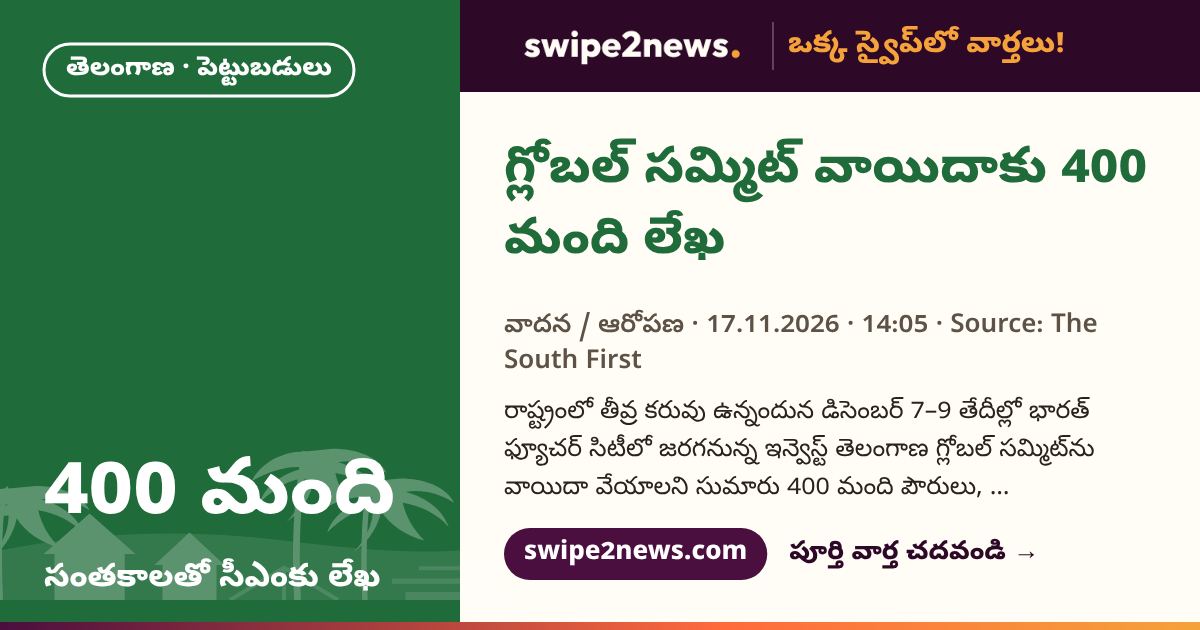 తెలంగాణ · పెట్టుబడులు
400 మంది
సంతకాలతో సీఎంకు లేఖ
swipe2news.
ఒక్క స్వైప్‌లో వార్తలు!
గ్లోబల్ సమ్మిట్ వాయిదాకు 400
మంది లేఖ
వాదన / ఆరోపణ · 17.11.2026 · 14:05 · Source: The
South First
రాష్ట్రంలో తీవ్ర కరువు ఉన్నందున డిసెంబర్ 7–9 తేదీల్లో భారత్
ఫ్యూచర్ సిటీలో జరగనున్న ఇన్వెస్ట్ తెలంగాణ గ్లోబల్ సమ్మిట్‌ను
వాయిదా వేయాలని సుమారు 400 మంది పౌరులు, ...
swipe2news.com
పూర్తి వార్త చదవండి →